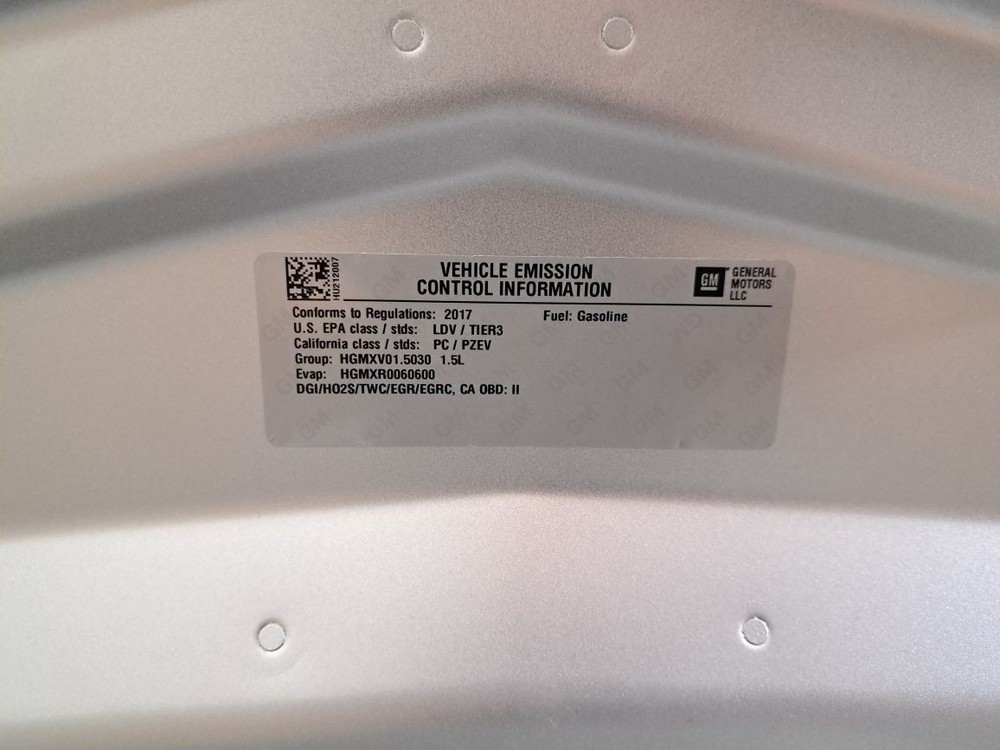 HU212007
VEHICLE EMISSION
CONTROL INFORMATION
GM
GENERAL
MOTORS
LLC
Conforms to Regulations: 2017 Fuel: Gasoline
U.S. EPA class / stds: LDV / TIER3
California class / stds: PC / PZEV
Group: HGMXV01.5030 1.5L
Evap: HGMXR0060600
DGI/HO2S/TWC/EGR/EGRC, CA OBD: II